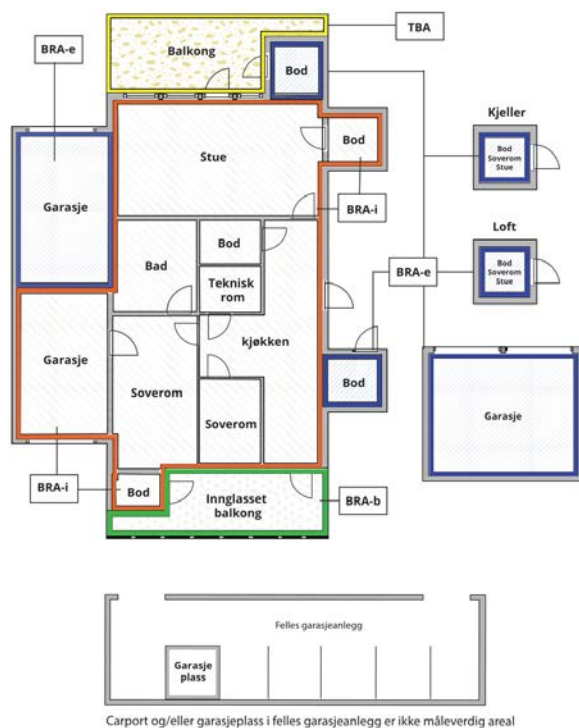 TBA
BRA-e
Balkong
Bod
Kjeller
Bod
Soverom
Stue
Stue
Bod
Garasje
BRA-i
Loft
Bod
Bad
Teknisk
rom
BRA-e
Bod
Soverom
Stue
Garasje
kjøkken
Soverom
Soverom
Bod
Garasje
BRA-i
Bod
Innglasset
balkong
BRA-b
Felles garasjeanlegg
Garasje
plass
Carport og/eller garasjeplass i felles garasjeanlegg er ikke måleverdig areal